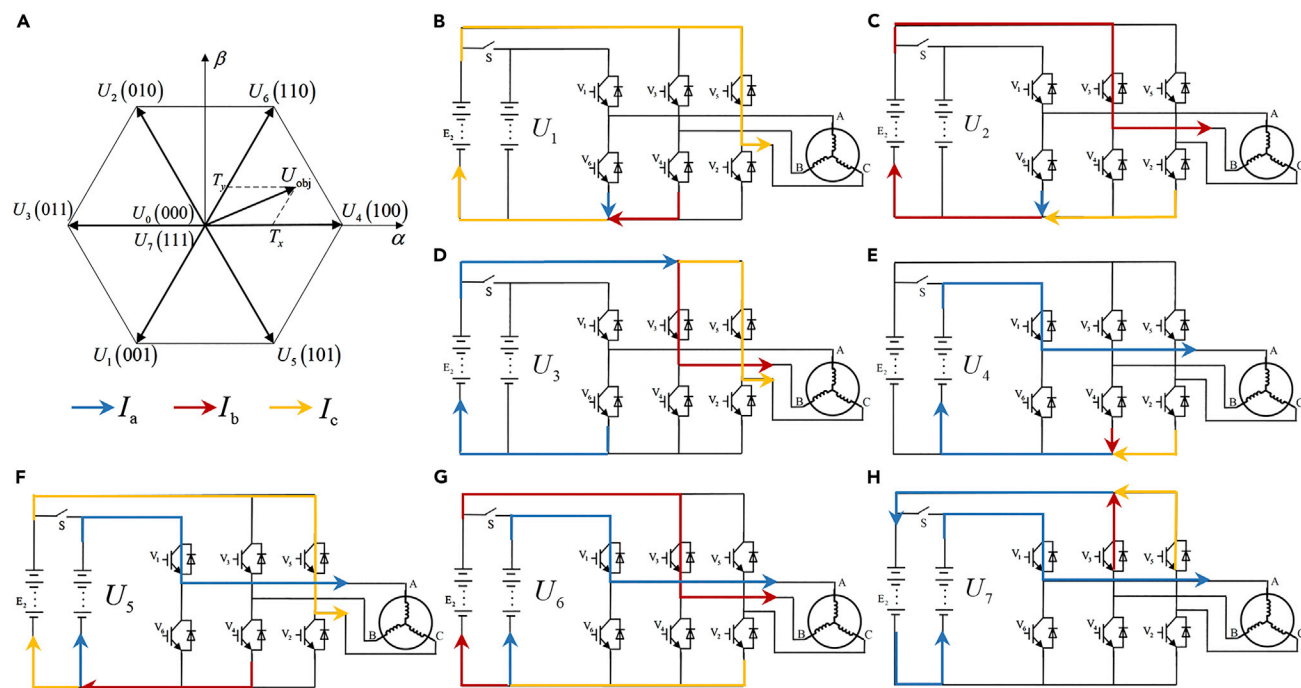 A
β
U2(010)
U6(110)
Ty
Uobj
U3(011)
U0(000)
U4(100)
U7(111)
Tx
α
U1(001)
U5(101)
Ia
Ib
Ic
B
S
V1
V3
V5
A
E2
U1
V6
V4
V2
B
C
C
S
V1
V3
V5
A
E2
U2
V6
V4
V2
B
C
D
S
V1
V3
V5
A
E2
U3
V6
V4
V2
B
C
E
S
V1
V3
V5
A
E2
U4
V6
V4
V2
B
C
F
S
V1
V3
V5
A
E2
U5
V6
V4
V2
B
C
G
S
V1
V3
V5
A
E2
U6
V6
V4
V2
B
C
H
S
V1
V3
V5
A
E2
U7
V6
V4
V2
B
C